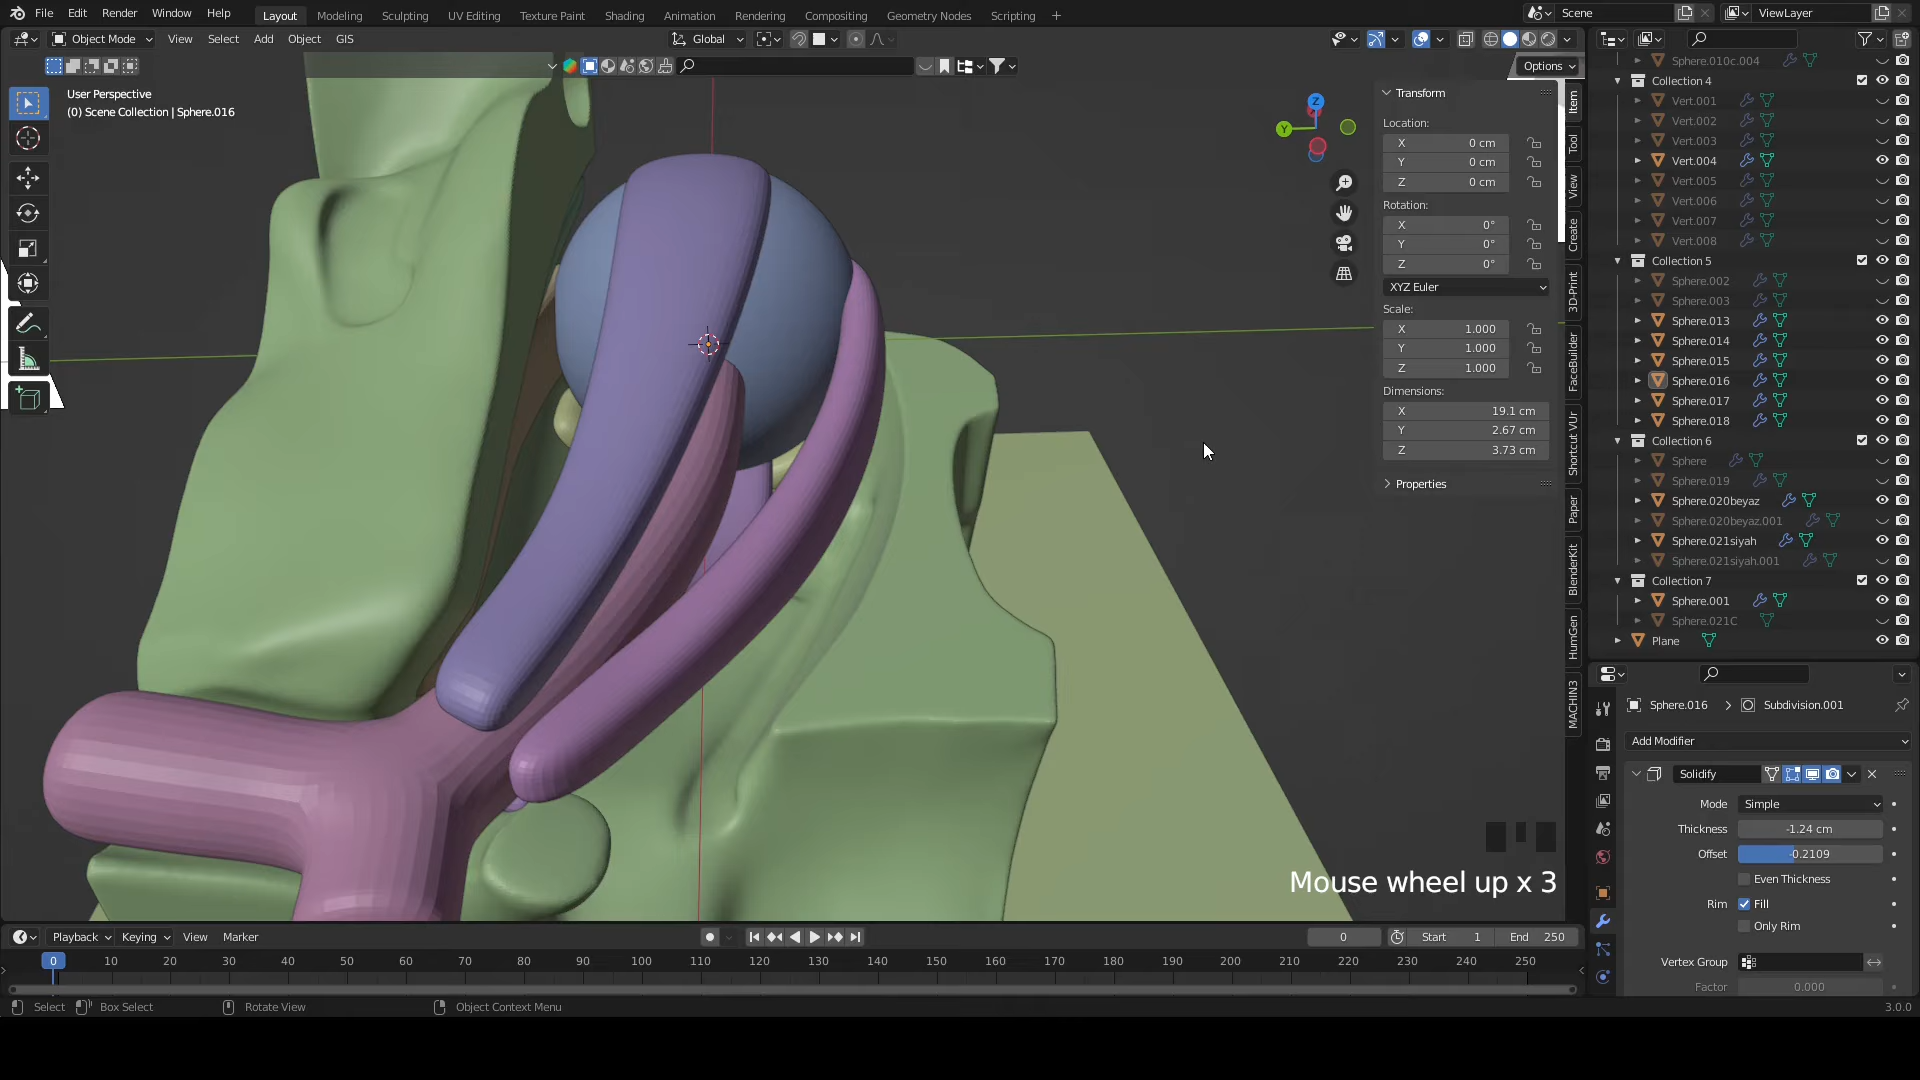 File Edit Render Window Help Layout Modeling Sculpting UV Editing Texture Paint Shading Animation Rendering Compositing Geometry Nodes Scripting + Scene ViewLayer
Object Mode View Select Add Object GIS Global
Options
User Perspective
(0) Scene Collection | Sphere.016
Transform
Location:
X 0 cm
Y 0 cm
Z 0 cm
Rotation:
X 0°
Y 0°
Z 0°
XYZ Euler
Scale:
X 1.000
Y 1.000
Z 1.000
Dimensions:
X 19.1 cm
Y 2.67 cm
Z 3.73 cm
Properties
Z
Y
Item
Tool
View
Create
3D-Print
FaceBuilder
Shortcut VUr
Paper
BlenderKit
HumGen
MACHIN3
Sphere.010c.004
Collection 4
Vert.001
Vert.002
Vert.003
Vert.004
Vert.005
Vert.006
Vert.007
Vert.008
Collection 5
Sphere.002
Sphere.003
Sphere.013
Sphere.014
Sphere.015
Sphere.016
Sphere.017
Sphere.018
Collection 6
Sphere
Sphere.019
Sphere.020beyaz
Sphere.020beyaz.001
Sphere.021siyah
Sphere.021siyah.001
Collection 7
Sphere.001
Sphere.021C
Plane
Sphere.016 Subdivision.001
Add Modifier
Solidify
Mode Simple
Thickness -1.24 cm
Offset -0.2109
Even Thickness
Rim Fill
Only Rim
Vertex Group
Factor 0.000
Mouse wheel up x 3
Playback Keying View Marker 0 Start 1 End 250
0 10 20 30 40 50 60 70 80 90 100 110 120 130 140 150 160 170 180 190 200 210 220 230 240 250
Select Box Select Rotate View Object Context Menu 3.0.0